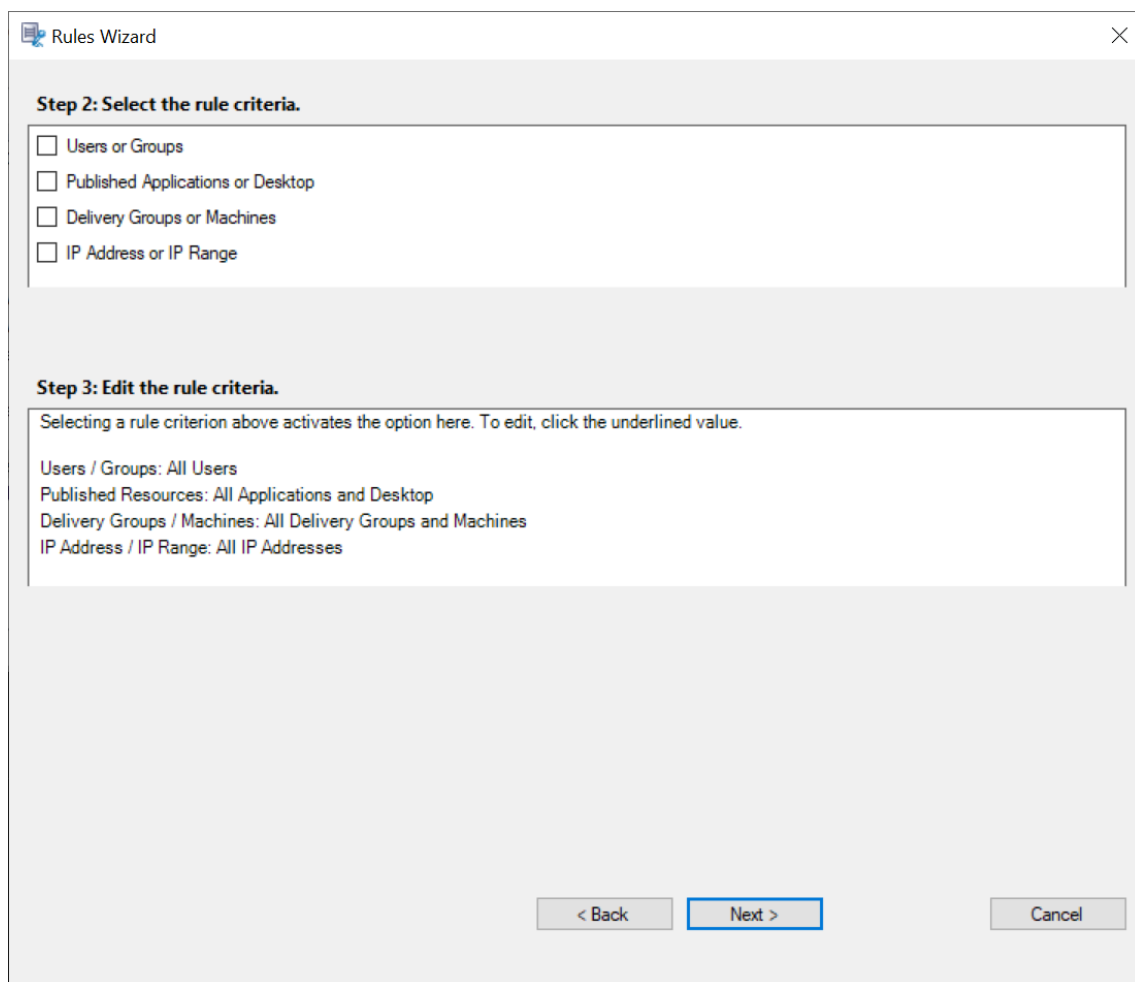 Rules Wizard
Step 2: Select the rule criteria.
Users or Groups
Published Applications or Desktop
Delivery Groups or Machines
IP Address or IP Range
Step 3: Edit the rule criteria.
Selecting a rule criterion above activates the option here. To edit, click the underlined value.
Users / Groups: All Users
Published Resources: All Applications and Desktop
Delivery Groups / Machines: All Delivery Groups and Machines
IP Address / IP Range: All IP Addresses
< Back
Next >
Cancel